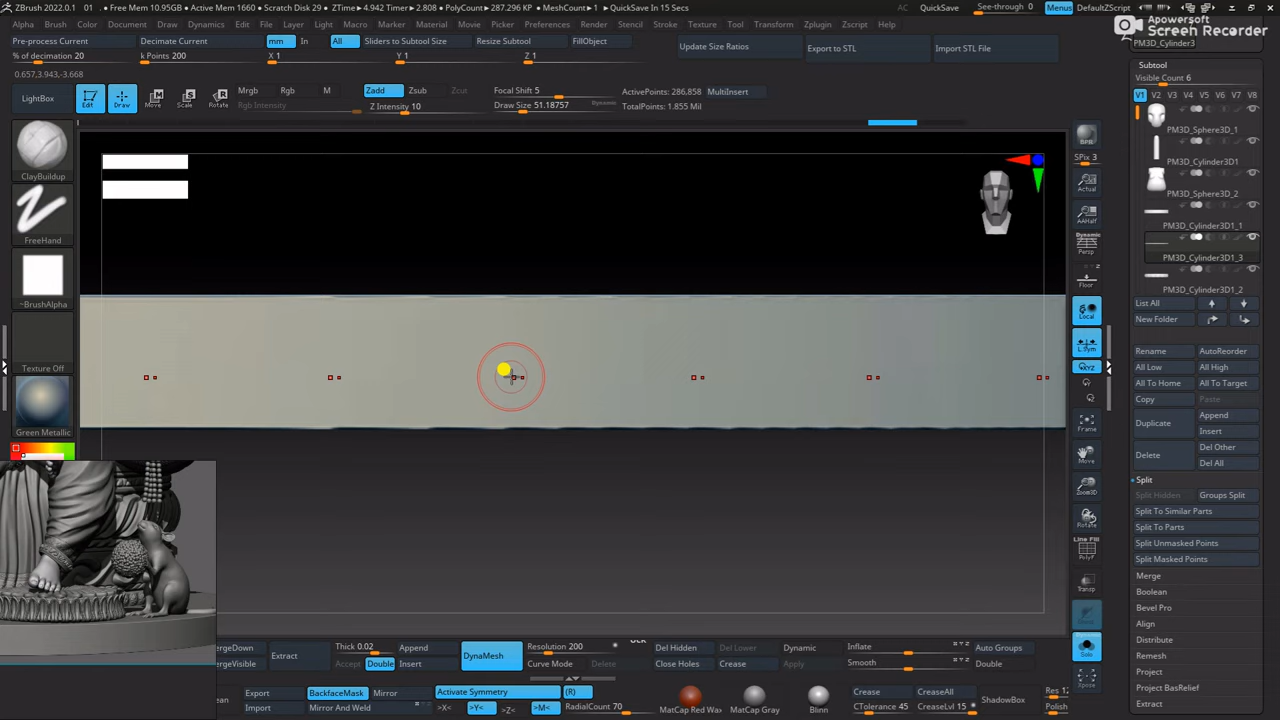 ZBrush 2022.0.1 01 • Free Mem 10.95GB • Active Mem 1660 • Scratch Disk 29 • ZTime▸4.942 Timer▸2.808 • PolyCount▸287.296 KP • MeshCount▸1 • QuickSave In 15 Secs AC QuickSave See-through 0 Menus DefaultZScript
Alpha Brush Color Document Draw Dynamics Edit File Layer Light Macro Marker Material Movie Picker Preferences Render Stencil Stroke Texture Tool Transform Zplugin Zscript Help
Apowersoft
Screen Recorder
Pre-process Current Decimate Current mm In All Sliders to Subtool Size Resize Subtool FillObject Update Size Ratios Export to STL Import STL File
% of decimation 20 k Points 200 X 1 Y 1 Z 1
PM3D_Cylinder3
0.657,3.943,-3.668
Subtool
Visible Count 6
V1 V2 V3 V4 V5 V6 V7 V8
LightBox Edit Draw Move Scale Rotate
Mrgb Rgb M Zadd Zsub Focal Shift 5 ActivePoints: 286,858 MultiInsert
Rgb Intensity Z Intensity 10 Draw Size 51.18757 Dynamic TotalPoints: 1.855 Mil
ClayBuildup
FreeHand
~BrushAlpha
Texture Off
Green Metallic
BPR
SPix 3
Actual
AAHalf
Dynamic
Persp
Floor
Local
L.Sym
Frame
Move
Zoom3D
Rotate
Line Fill
PolyF
Transp
Dynamic
Solo
Xpose
PM3D_Sphere3D_1
PM3D_Cylinder3D1
PM3D_Sphere3D_2
PM3D_Cylinder3D1_1
PM3D_Cylinder3D1_3
PM3D_Cylinder3D1_2
List All
New Folder
Rename AutoReorder
All Low All High
All To Home All To Target
Copy Paste
Duplicate Append
Insert
Delete Del Other
Del All
Split
Split Hidden Groups Split
Split To Similar Parts
Split To Parts
Split Unmasked Points
Split Masked Points
Merge
Boolean
Bevel Pro
Align
Distribute
Remesh
Project
Project BasRelief
Extract
ergeDown Extract Thick 0.02 Append DynaMesh Resolution 200 Del Hidden Del Lower Dynamic Inflate Auto Groups
ergeVisible Accept Double Insert Curve Mode Delete Close Holes Crease Apply Smooth Double
Export BackfaceMask Mirror Activate Symmetry (R) Crease CreaseAll ShadowBox Res 12
Import Mirror And Weld >X< >Y< >Z< >M< RadialCount 70 MatCap Red Wax MatCap Gray Blinn CTolerance 45 CreaseLvl 15 Polish